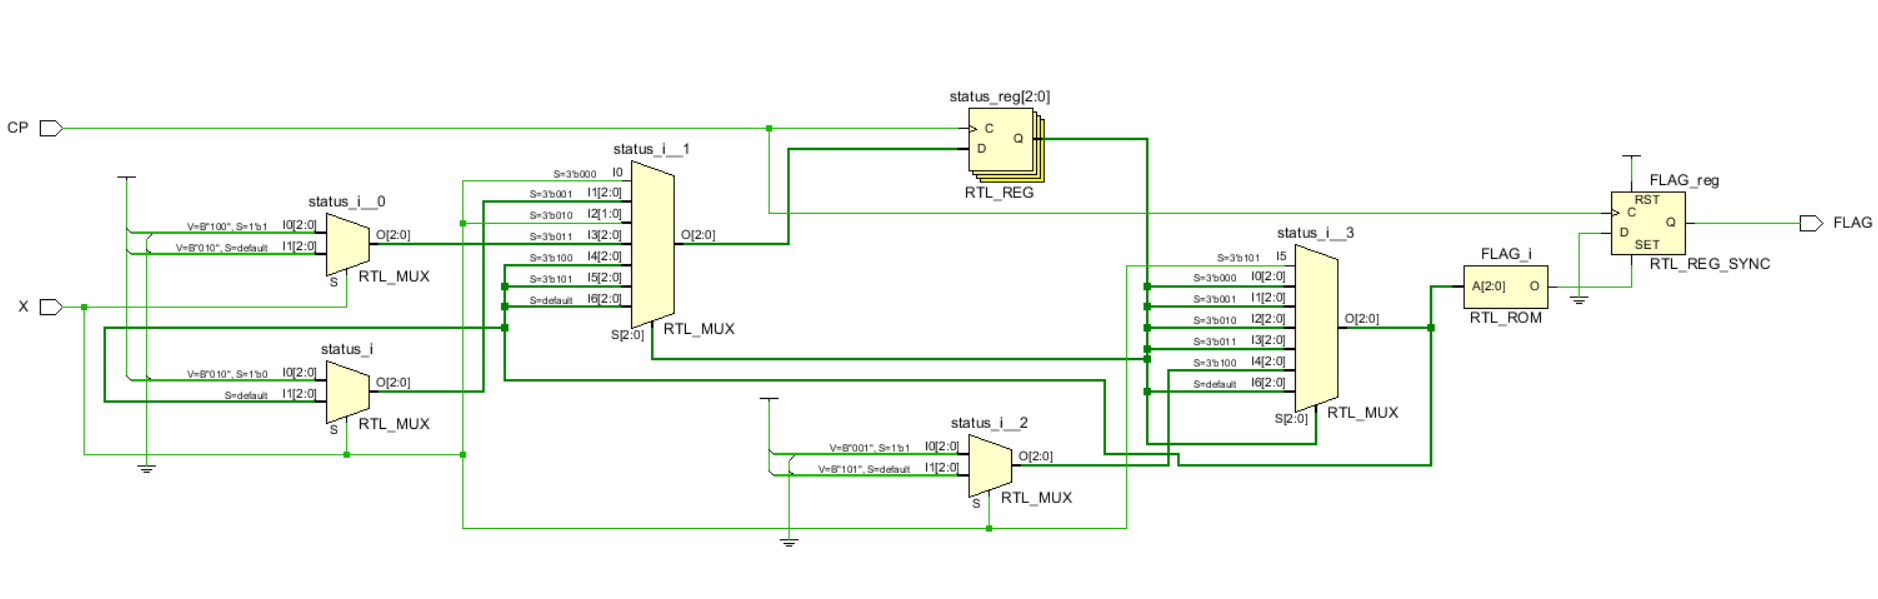 CP
X
status_i__0
V=B"100", S=1'b1 I0[2:0]
V=B"010", S=default I1[2:0]
O[2:0]
S
RTL_MUX
status_i
V=B"010", S=1'b0 I0[2:0]
S=default I1[2:0]
O[2:0]
S
RTL_MUX
status_i__1
S=3'b000 I0
S=3'b001 I1[2:0]
S=3'b010 I2[1:0]
S=3'b011 I3[2:0]
S=3'b100 I4[2:0]
S=3'b101 I5[2:0]
S=default I6[2:0]
O[2:0]
S[2:0]
RTL_MUX
status_reg[2:0]
C
Q
D
RTL_REG
status_i__2
V=B"001", S=1'b1 I0[2:0]
V=B"101", S=default I1[2:0]
O[2:0]
S
RTL_MUX
status_i__3
S=3'b101 I5
S=3'b000 I0[2:0]
S=3'b001 I1[2:0]
S=3'b010 I2[2:0]
S=3'b011 I3[2:0]
S=3'b100 I4[2:0]
S=default I6[2:0]
O[2:0]
S[2:0]
RTL_MUX
FLAG_i
A[2:0] O
RTL_ROM
FLAG_reg
RST
C
Q
D
SET
RTL_REG_SYNC
FLAG